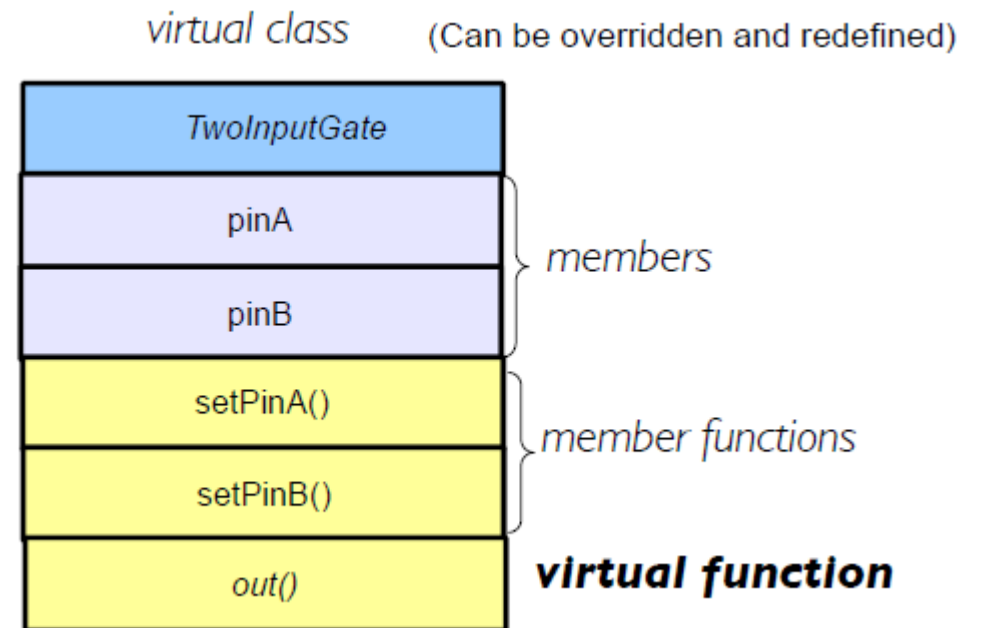 virtual class (Can be overridden and redefined)
TwoInputGate
pinA
members
pinB
setPinA()
member functions
setPinB()
out() virtual function